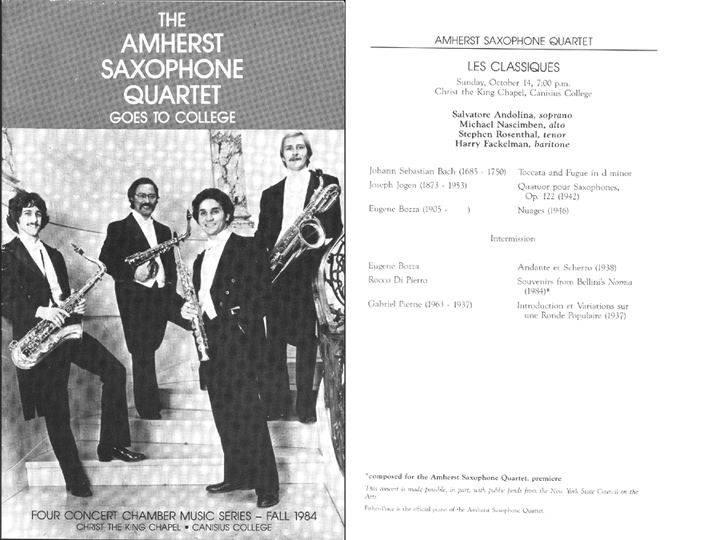 THE
AMHERST
SAXOPHONE
QUARTET
GOES TO COLLEGE
FOUR CONCERT CHAMBER MUSIC SERIES – FALL 1984
CHRIST THE KING CHAPEL • CANISIUS COLLEGE
AMHERST SAXOPHONE QUARTET
LES CLASSIQUES
Sunday, October 14, 7:00 p.m.
Christ the King Chapel, Canisius College
Salvatore Andolina, soprano
Michael Nascimben, alto
Stephen Rosenthal, tenor
Harry Fackelman, baritone
Johann Sebastian Bach (1685 - 1750) Toccata and Fugue in d minor
Joseph Jogen (1873 - 1953) Quatuor pour Saxophones,
Op. 122 (1942)
Eugene Bozza (1905 - ) Nuages (1946)
Intermission
Eugene Bozza Andante et Scherzo (1938)
Rocco Di Pietro Souvenirs from Bellini's Norma
(1984)*
Gabriel Pierne (1963 - 1937) Introduction et Variations sur
une Ronde Populaire (1937)
*composed for the Amherst Saxophone Quartet, premiere
This concert is made possible, in part, with public funds from the New York State Council on the
Arts
Fisher-Price is the official piano of the Amherst Saxophone Quartet.